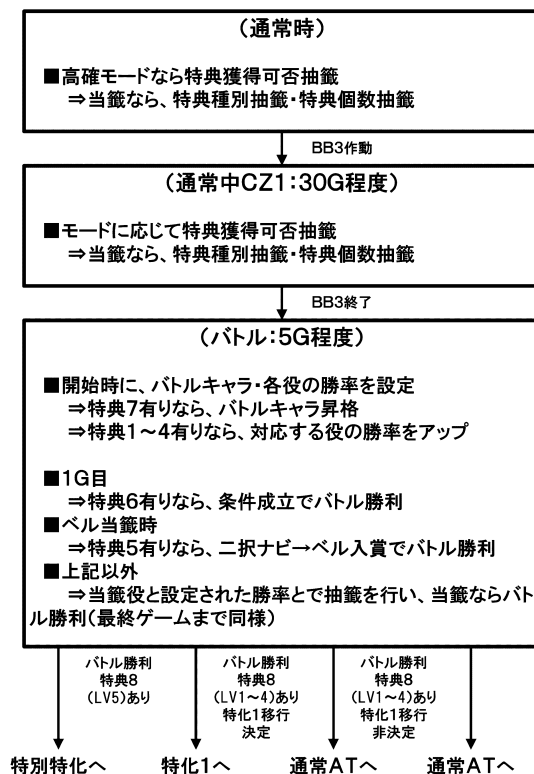 (通常時)
■高確モードなら特典獲得可否抽籤
⇒当籤なら、特典種別抽籤・特典個数抽籤
BB3作動
(通常中CZ1:30G程度)
■モードに応じて特典獲得可否抽籤
⇒当籤なら、特典種別抽籤・特典個数抽籤
BB3終了
(バトル:5G程度)
■開始時に、バトルキャラ・各役の勝率を設定
⇒特典7有りなら、バトルキャラ昇格
⇒特典1~4有りなら、対応する役の勝率をアップ
■1G目
⇒特典6有りなら、条件成立でバトル勝利
■ベル当籤時
⇒特典5有りなら、二択ナビ→ベル入賞でバトル勝利
■上記以外
⇒当籤役と設定された勝率とで抽籤を行い、当籤ならバト
ル勝利(最終ゲームまで同様)
バトル勝利
特典8
(LV5)あり
バトル勝利
特典8
(LV1~4)あり
特化1移行
決定
バトル勝利
特典8
(LV1~4)あり
特化1移行
非決定
特別特化へ
特化1へ
通常ATへ
通常ATへ